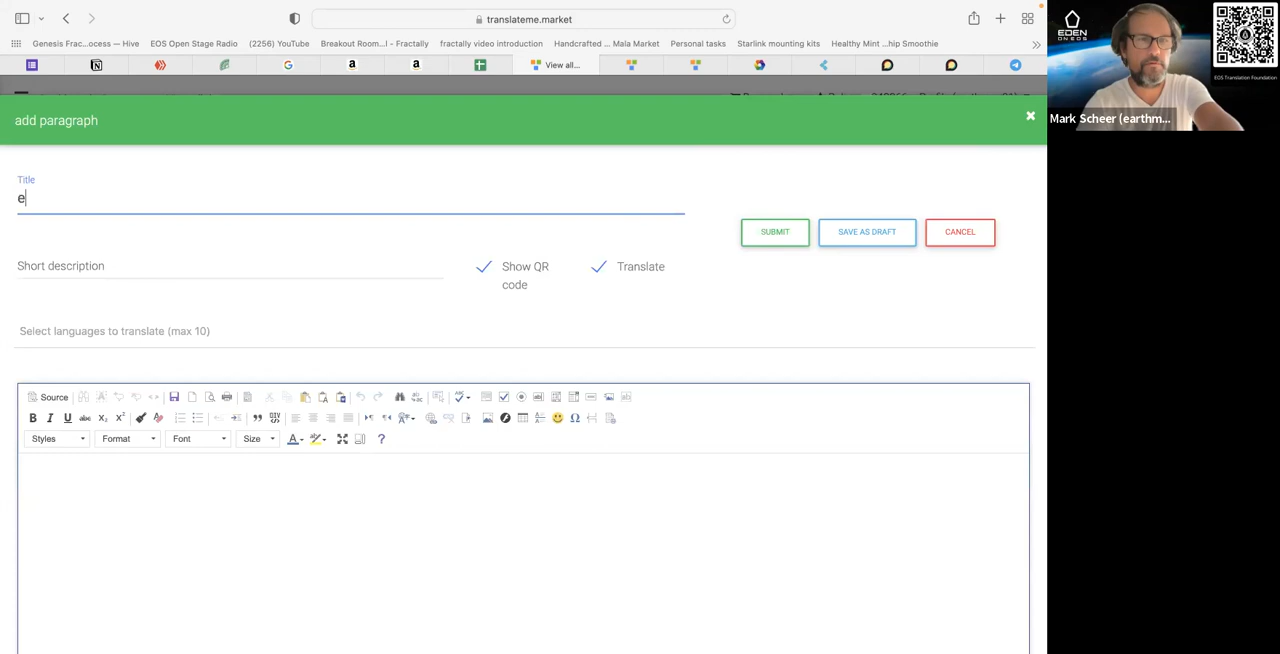 translateme.market
Genesis Frac...ocess — Hive
EOS Open Stage Radio
(2256) YouTube
Breakout Room...l - Fractally
fractally video introduction
Handcrafted ... Mala Market
Personal tasks
Starlink mounting kits
Healthy Mint ...hip Smoothie
View all...
add paragraph
Title
e
SUBMIT
SAVE AS DRAFT
CANCEL
Short description
Show QR
code
Translate
Select languages to translate (max 10)
Source
Styles
Format
Font
Size
EDEN
ON EOS
EOS Translation Foundation
Mark Scheer (earthm...